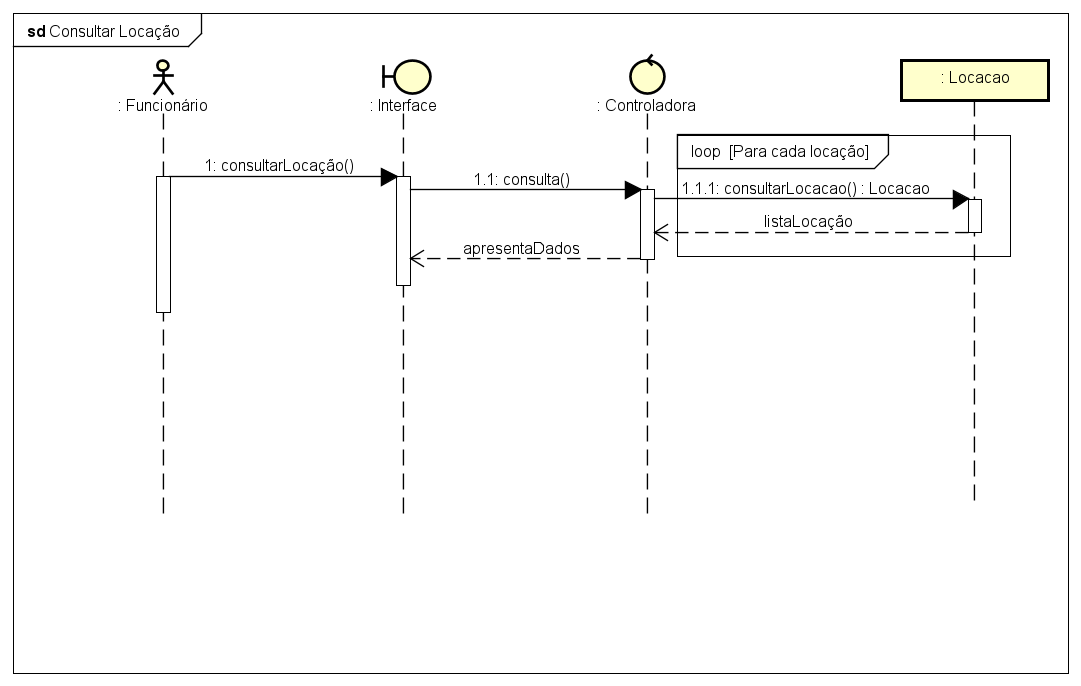 sd Consultar Locação
: Funcionário
: Interface
: Controladora
: Locacao
loop [Para cada locação]
1: consultarLocação()
1.1: consulta()
1.1.1: consultarLocacao() : Locacao
listaLocação
apresentaDados